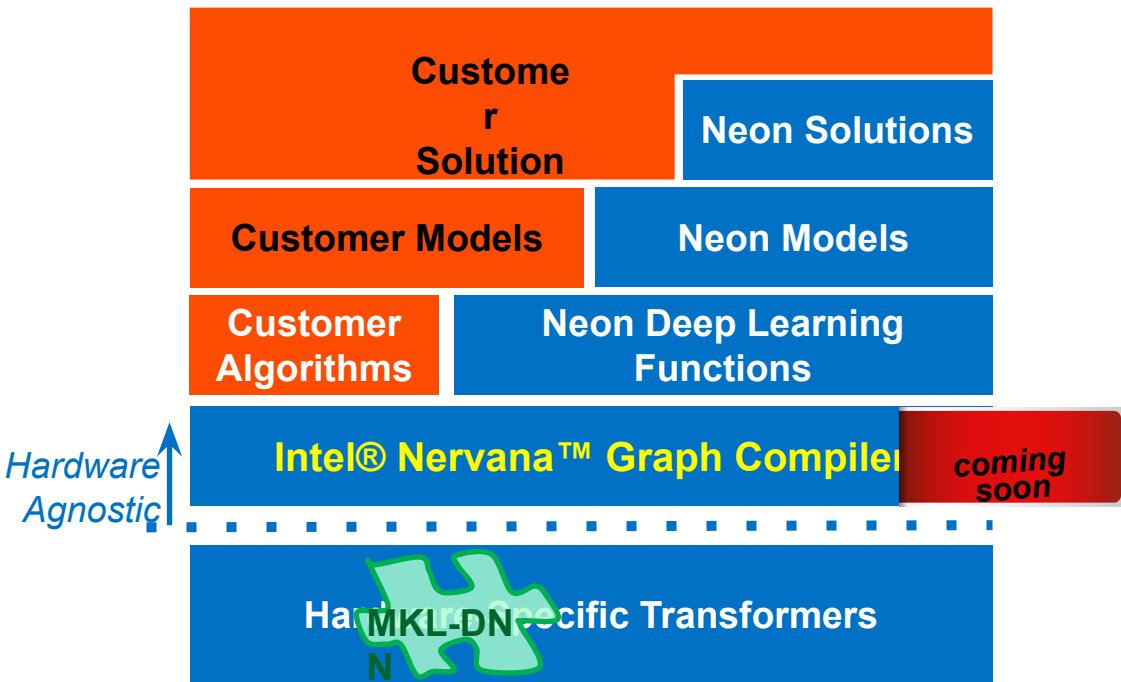 Custome
r
Solution
Neon Solutions
Customer Models
Neon Models
Customer
Algorithms
Neon Deep Learning
Functions
Hardware
Agnostic
Intel® Nervana™ Graph Compiler
coming
soon
Hardware Specific Transformers
MKL-DN
N